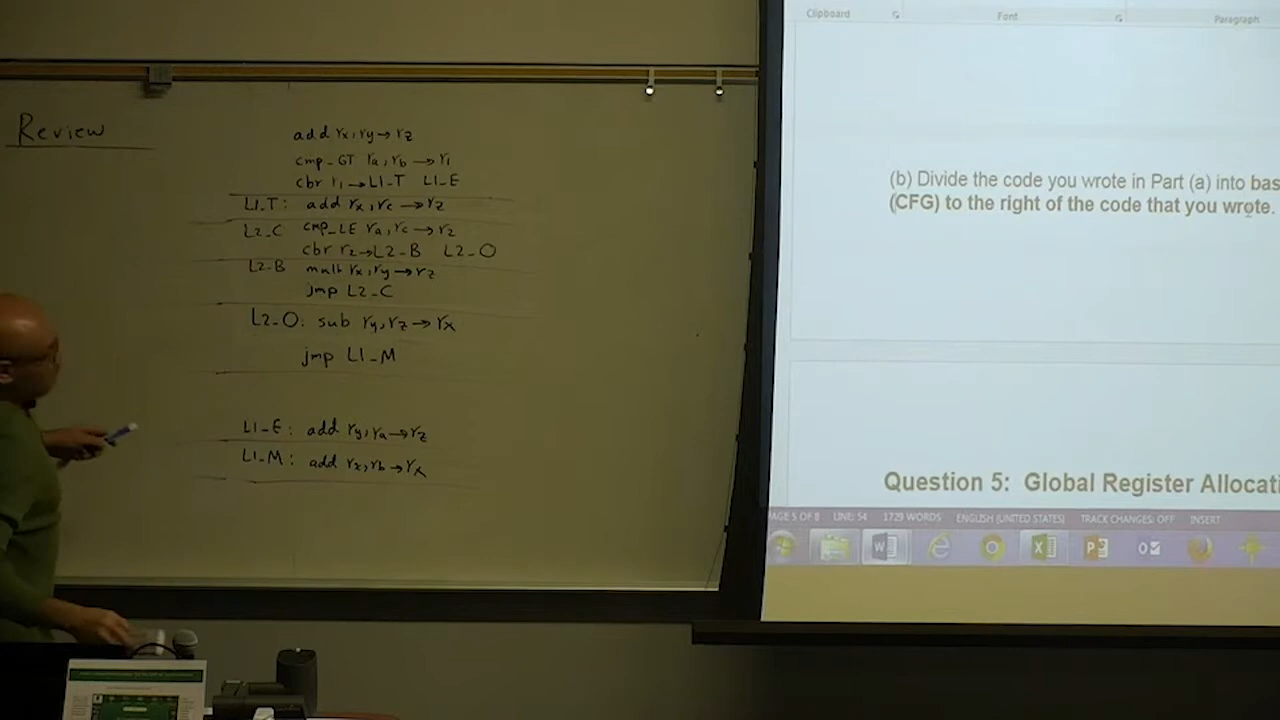 Review
add rx, ry → rz
cmp_GT ra, rb → r1
cbr r1 → L1_T L1_E
L1_T: add rx, rc → rz
L2_C cmp_LE ra, rc → r2
cbr r2 → L2_B L2_O
L2_B mult rx, ry → rz
jmp L2_C
L2_O: sub ry, rz → rx
jmp L1_M
L1_E: add ry, ra → rz
L1_M: add rx, rb → rx
Clipboard Font Paragraph
(b) Divide the code you wrote in Part (a) into bas
(CFG) to the right of the code that you wrote.
Question 5: Global Register Allocati
AGE 5 OF 8 LINE: 54 1729 WORDS ENGLISH (UNITED STATES) TRACK CHANGES: OFF INSERT